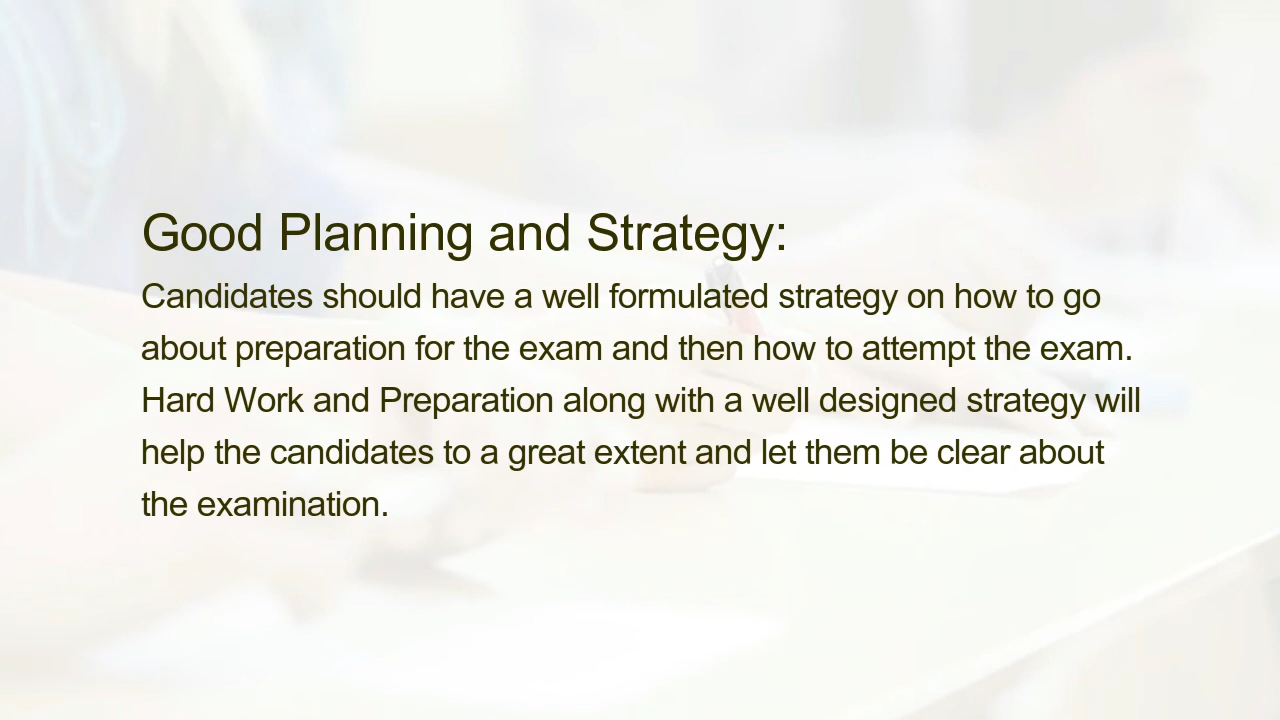 Good Planning and Strategy:
Candidates should have a well formulated strategy on how to go
about preparation for the exam and then how to attempt the exam.
Hard Work and Preparation along with a well designed strategy will
help the candidates to a great extent and let them be clear about
the examination.